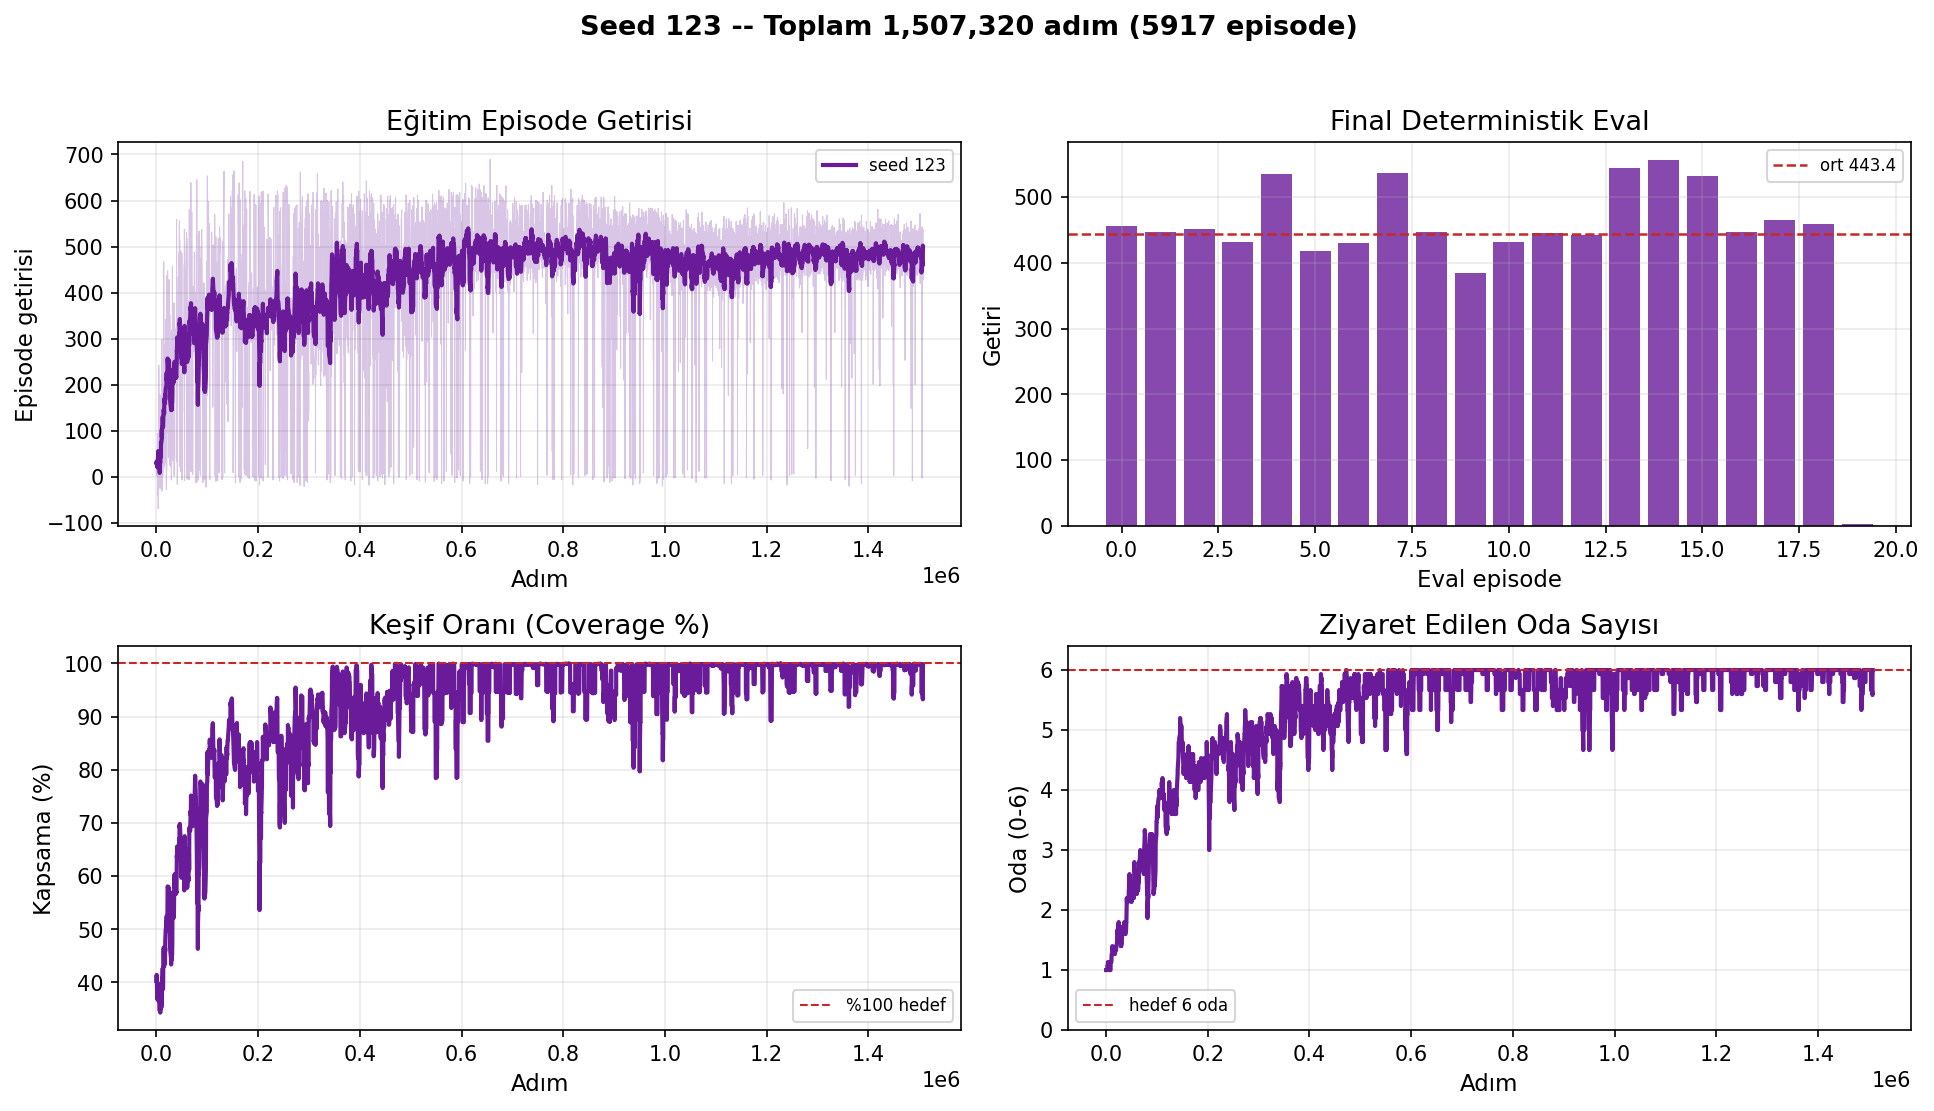 Seed 123 -- Toplam 1,507,320 adım (5917 episode)
Eğitim Episode Getirisi
Episode getirisi
700
600
500
400
300
200
100
0
−100
seed 123
0.0 0.2 0.4 0.6 0.8 1.0 1.2 1.4
1e6
Adım
Final Deterministik Eval
Getiri
500
400
300
200
100
0
ort 443.4
0.0 2.5 5.0 7.5 10.0 12.5 15.0 17.5 20.0
Eval episode
Keşif Oranı (Coverage %)
Kapsama (%)
100
90
80
70
60
50
40
%100 hedef
0.0 0.2 0.4 0.6 0.8 1.0 1.2 1.4
1e6
Adım
Ziyaret Edilen Oda Sayısı
Oda (0-6)
6
5
4
3
2
1
0
hedef 6 oda
0.0 0.2 0.4 0.6 0.8 1.0 1.2 1.4
1e6
Adım